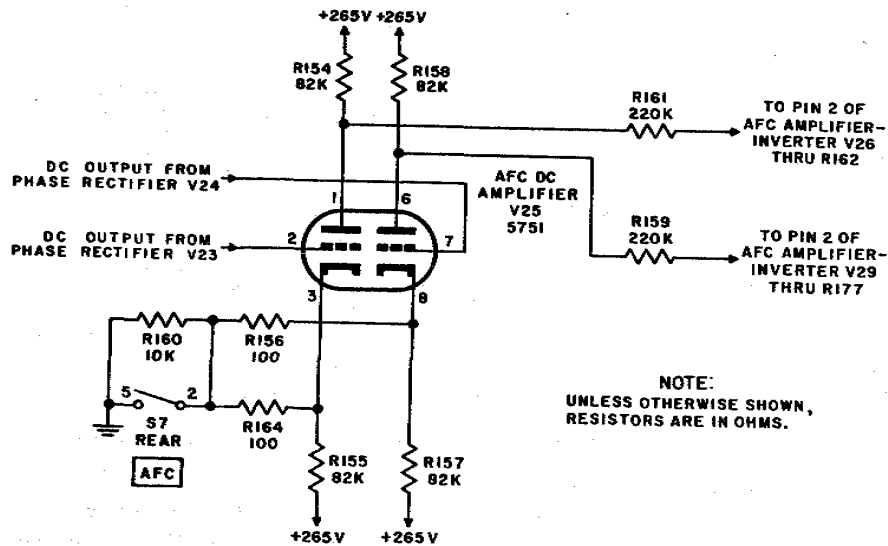 +265V +265V
R154
82K
R158
82K
R161
220K
TO PIN 2 OF
AFC AMPLIFIER-
INVERTER V26
THRU R162
DC OUTPUT FROM
PHASE RECTIFIER V24
1
6
AFC DC
AMPLIFIER
V25
5751
R159
220K
TO PIN 2 OF
AFC AMPLIFIER-
INVERTER V29
THRU R177
DC OUTPUT FROM
PHASE RECTIFIER V23
2
7
3
8
R160
10K
R156
100
5
2
S7
REAR
AFC
R164
100
NOTE:
UNLESS OTHERWISE SHOWN,
RESISTORS ARE IN OHMS.
R155
82K
R157
82K
+265V
+265V